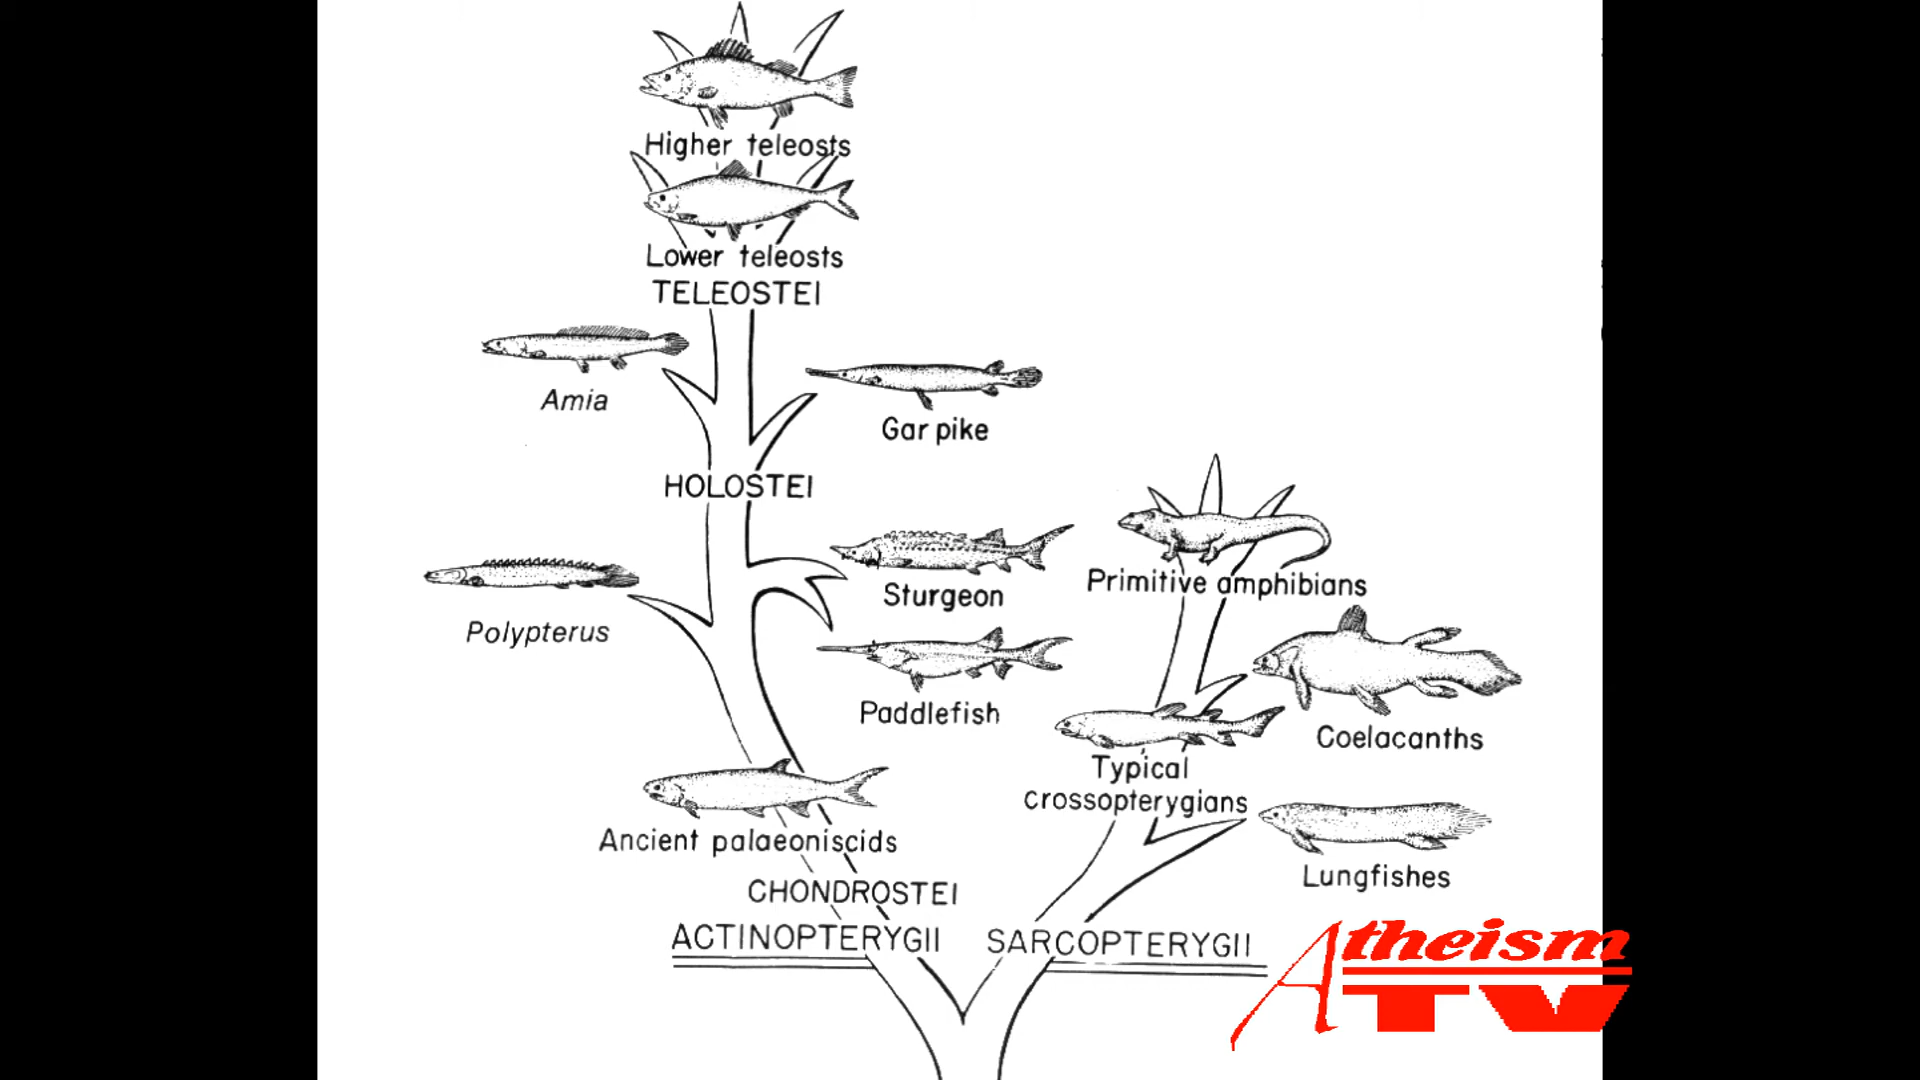 Higher teleosts
Lower teleosts
TELEOSTEI
Amia
Gar pike
HOLOSTEI
Sturgeon
Primitive amphibians
Polypterus
Paddlefish
Coelacanths
Typical
crossopterygians
Ancient palaeoniscids
Lungfishes
CHONDROSTEI
ACTINOPTERYGII
SARCOPTERYGII
Atheism
TV